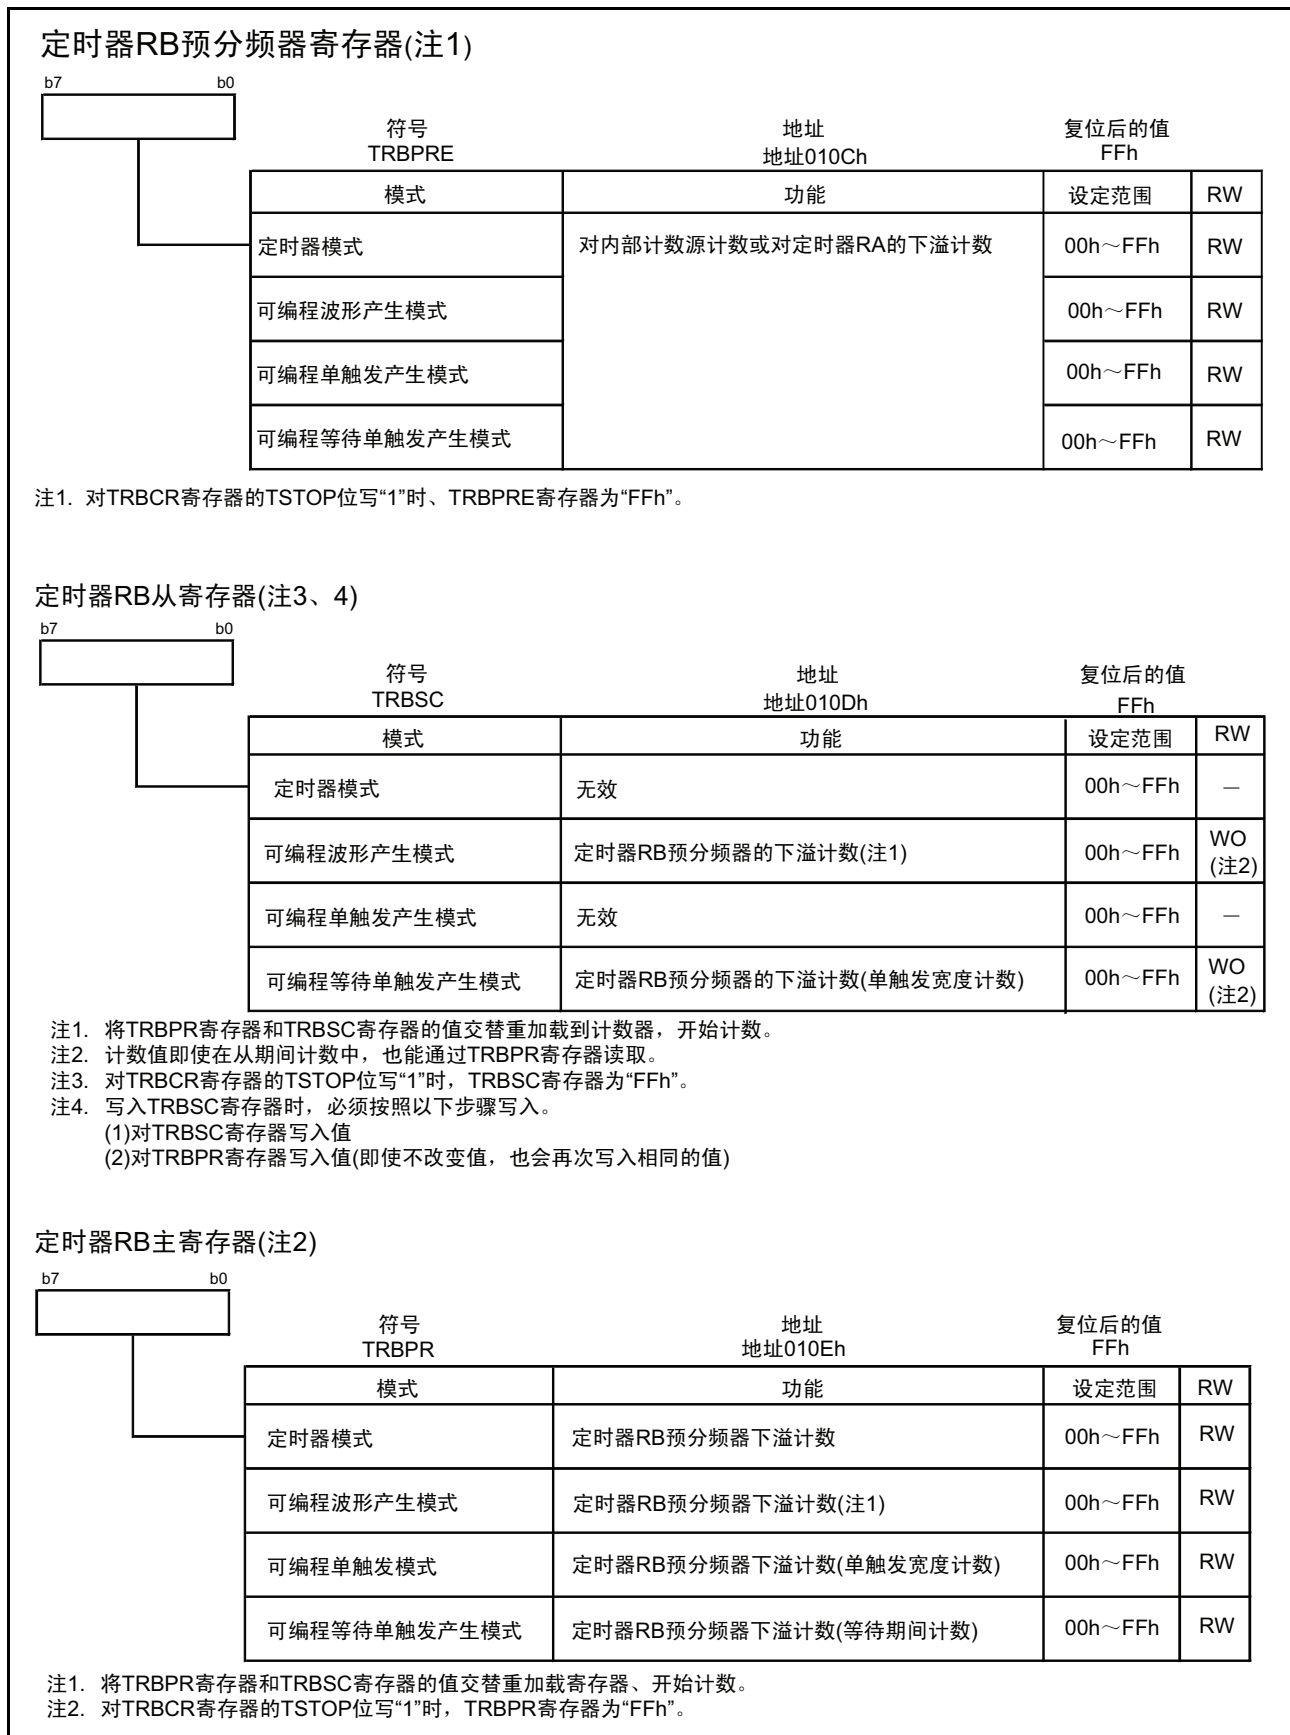 定时器RB预分频器寄存器(注1)
b7 b0
符号 地址 复位后的值
TRBPRE 地址010Ch FFh
模式 功能 设定范围 RW
定时器模式 对内部计数源计数或对定时器RA的下溢计数 00h～FFh RW
可编程波形产生模式 00h～FFh RW
可编程单触发产生模式 00h～FFh RW
可编程等待单触发产生模式 00h～FFh RW
注1. 对TRBCR寄存器的TSTOP位写“1”时、TRBPRE寄存器为“FFh”。
定时器RB从寄存器(注3、4)
b7 b0
符号 地址 复位后的值
TRBSC 地址010Dh FFh
模式 功能 设定范围 RW
定时器模式 无效 00h～FFh －
可编程波形产生模式 定时器RB预分频器的下溢计数(注1) 00h～FFh WO
(注2)
可编程单触发产生模式 无效 00h～FFh －
可编程等待单触发产生模式 定时器RB预分频器的下溢计数(单触发宽度计数) 00h～FFh WO
(注2)
注1. 将TRBPR寄存器和TRBSC寄存器的值交替重加载到计数器，开始计数。
注2. 计数值即使在从期间计数中，也能通过TRBPR寄存器读取。
注3. 对TRBCR寄存器的TSTOP位写“1”时，TRBSC寄存器为“FFh”。
注4. 写入TRBSC寄存器时，必须按照以下步骤写入。
(1)对TRBSC寄存器写入值
(2)对TRBPR寄存器写入值(即使不改变值，也会再次写入相同的值)
定时器RB主寄存器(注2)
b7 b0
符号 地址 复位后的值
TRBPR 地址010Eh FFh
模式 功能 设定范围 RW
定时器模式 定时器RB预分频器下溢计数 00h～FFh RW
可编程波形产生模式 定时器RB预分频器下溢计数(注1) 00h～FFh RW
可编程单触发模式 定时器RB预分频器下溢计数(单触发宽度计数) 00h～FFh RW
可编程等待单触发产生模式 定时器RB预分频器下溢计数(等待期间计数) 00h～FFh RW
注1. 将TRBPR寄存器和TRBSC寄存器的值交替重加载寄存器、开始计数。
注2. 对TRBCR寄存器的TSTOP位写“1”时，TRBPR寄存器为“FFh”。